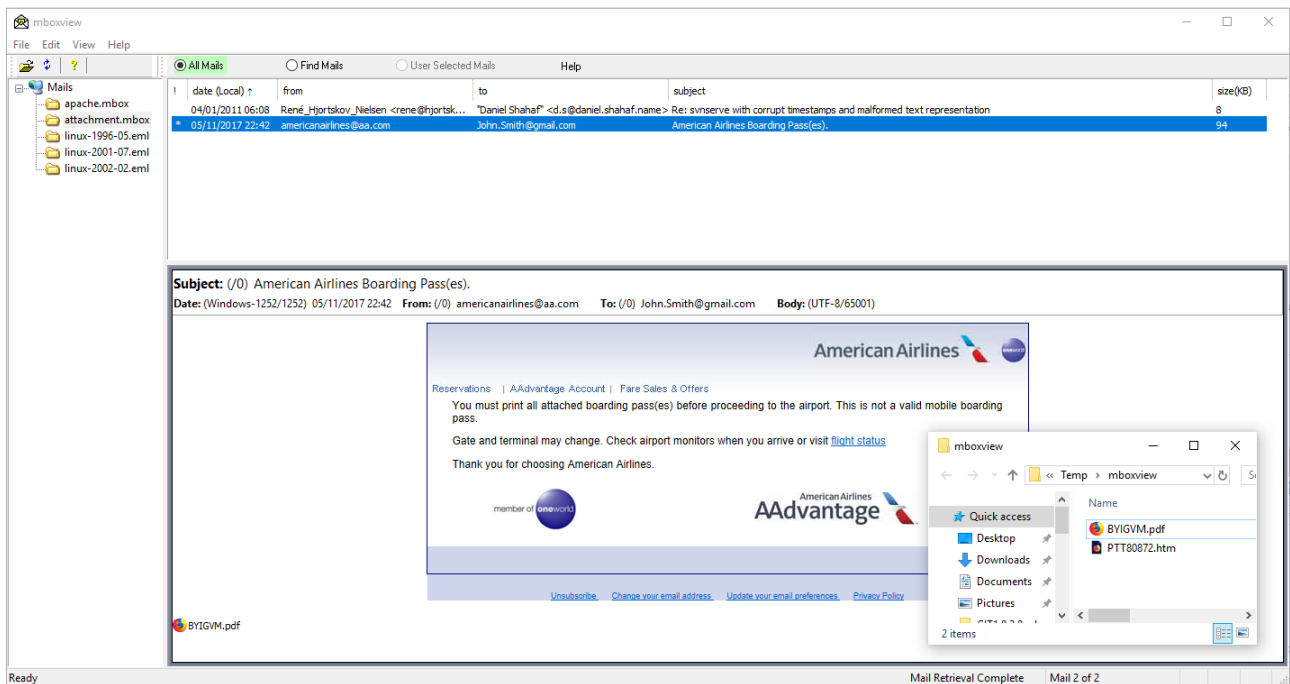 mboxview
File Edit View Help
All Mails Find Mails User Selected Mails Help
Mails
apache.mbox
attachment.mbox
linux-1996-05.eml
linux-2001-07.eml
linux-2002-02.eml
! date (Local) ↑ from to subject size(KB)
04/01/2011 06:08 René_Hjortskov_Nielsen <rene@hjortsk... "Daniel Shahaf" <d.s@daniel.shahaf.name> Re: svnserve with corrupt timestamps and malformed text representation 8
* 05/11/2017 22:42 americanairlines@aa.com John.Smith@gmail.com American Airlines Boarding Pass(es). 94
Subject: (/0) American Airlines Boarding Pass(es).
Date: (Windows-1252/1252) 05/11/2017 22:42 From: (/0) americanairlines@aa.com To: (/0) John.Smith@gmail.com Body: (UTF-8/65001)
American Airlines oneworld
Reservations | AAdvantage Account | Fare Sales & Offers
You must print all attached boarding pass(es) before proceeding to the airport. This is not a valid mobile boarding
pass.
Gate and terminal may change. Check airport monitors when you arrive or visit flight status
Thank you for choosing American Airlines.
member of oneworld
American Airlines
AAdvantage
Unsubscribe Change your email address Update your email preferences Privacy Policy
BYIGVM.pdf
mboxview
« Temp › mboxview
Name
Quick access
Desktop
Downloads
Documents
Pictures
BYIGVM.pdf
PTT80872.htm
2 items
Ready Mail Retrieval Complete Mail 2 of 2